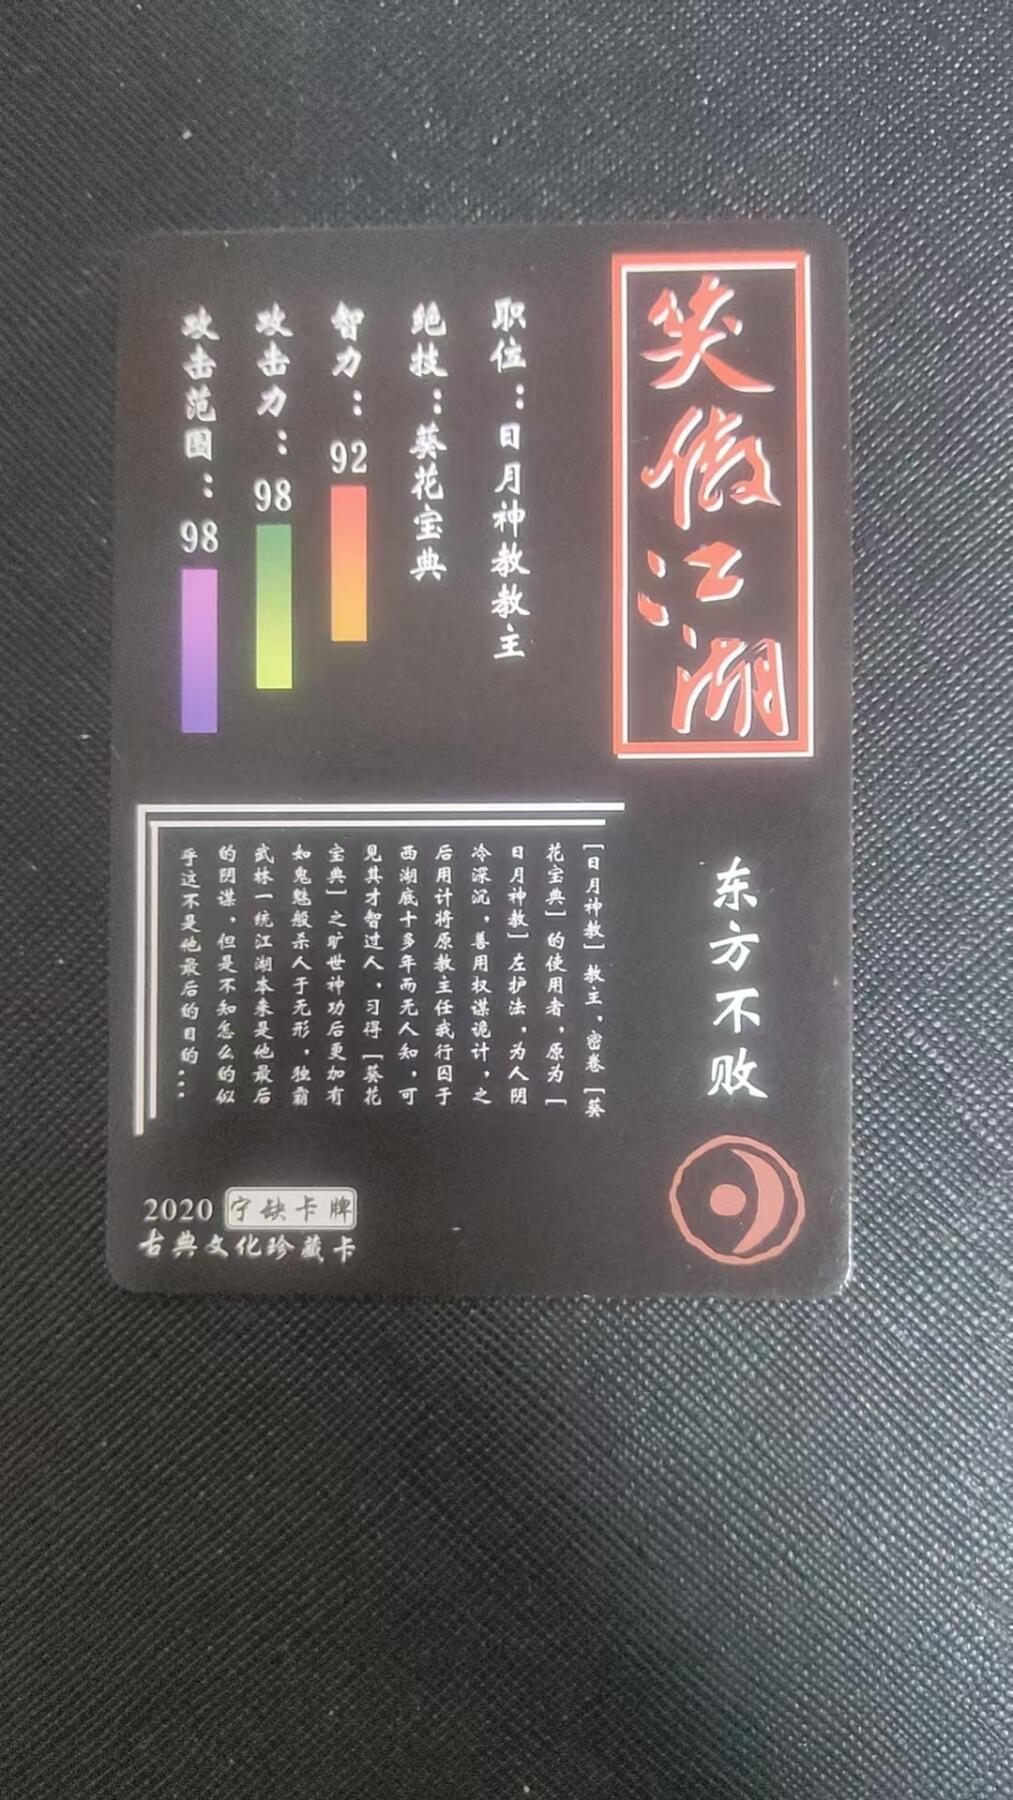 笑傲江湖
东方不败
职位：日月神教教主
绝技：葵花宝典
智力：92
攻击力：98
攻击范围：98
［日月神教］教主、密卷［葵
花宝典］的使用者，原为［
日月神教］左护法，为人阴
冷深沉，善用权谋诡计，之
后用计将原教主任我行囚于
西湖底十多年而无人知，可
见其才智过人，习得［葵花
宝典］之旷世神功后更加有
如鬼魅般杀人于无形，独霸
武林一统江湖本来是他最后
的阴谋，但是不知怎么的似
乎这不是他最后的目的...
2020 宁缺卡牌
古典文化珍藏卡